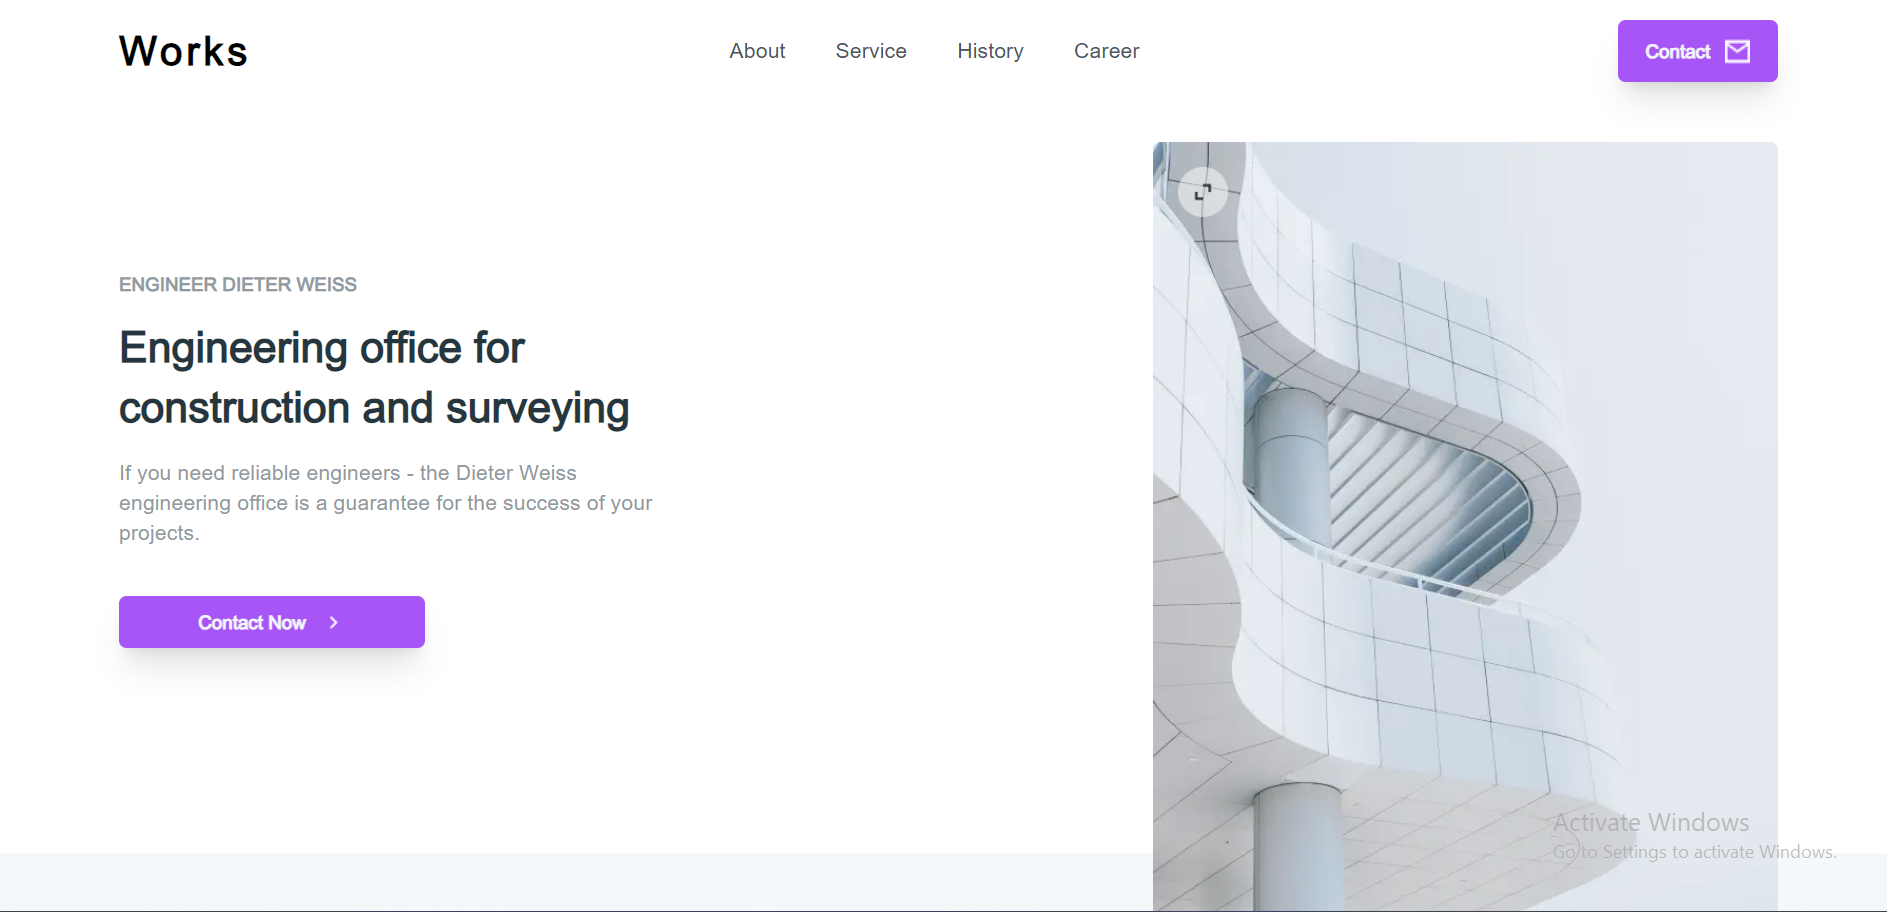 Works
About
Service
History
Career
Contact
ENGINEER DIETER WEISS
Engineering office for
construction and surveying
If you need reliable engineers - the Dieter Weiss
engineering office is a guarantee for the success of your
projects.
Contact Now
Activate Windows
Go to Settings to activate Windows.